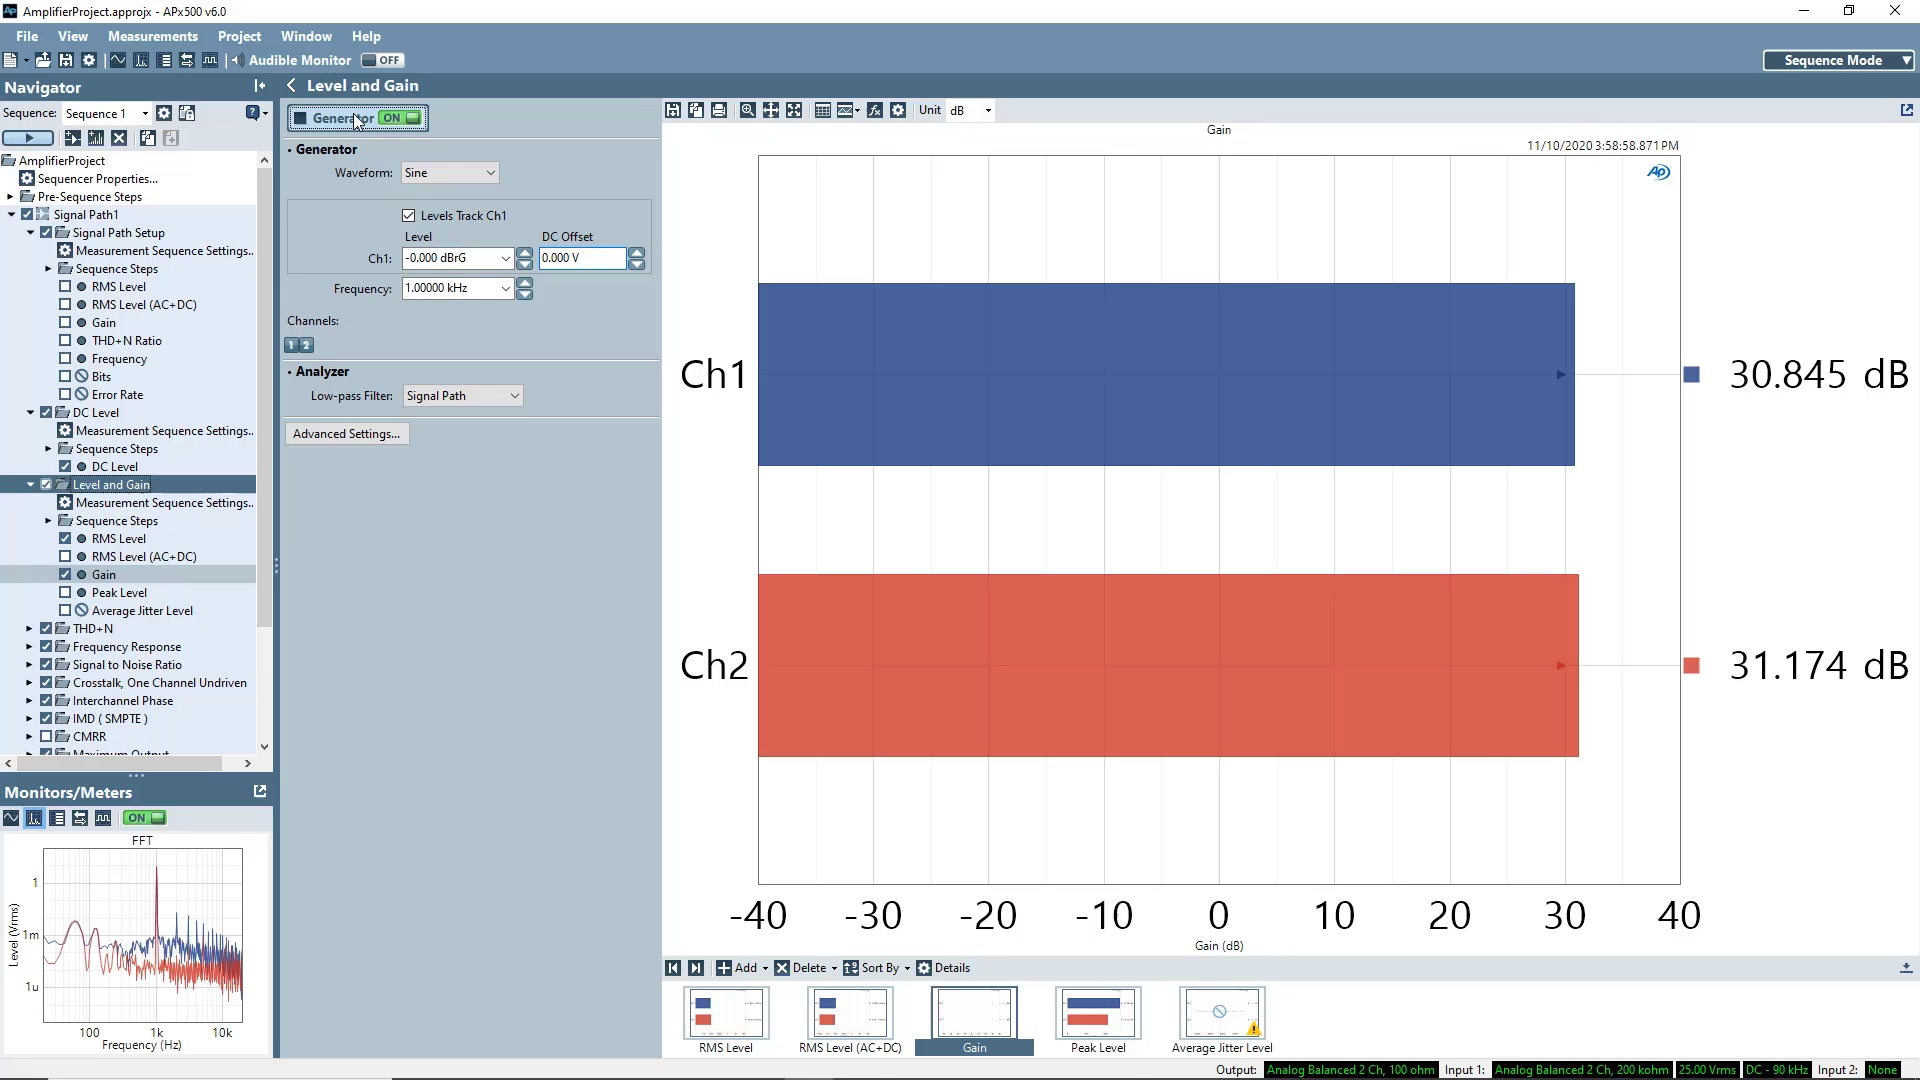 AmplifierProject.approjx - APx500 v6.0
File View Measurements Project Window Help
Audible Monitor OFF
Sequence Mode
Navigator
Sequence: Sequence 1
AmplifierProject
Sequencer Properties...
Pre-Sequence Steps
Signal Path1
Signal Path Setup
Measurement Sequence Settings..
Sequence Steps
RMS Level
RMS Level (AC+DC)
Gain
THD+N Ratio
Frequency
Bits
Error Rate
DC Level
Measurement Sequence Settings..
Sequence Steps
DC Level
Level and Gain
Measurement Sequence Settings..
Sequence Steps
RMS Level
RMS Level (AC+DC)
Gain
Peak Level
Average Jitter Level
THD+N
Frequency Response
Signal to Noise Ratio
Crosstalk, One Channel Undriven
Interchannel Phase
IMD ( SMPTE )
CMRR
Maximum Output
Monitors/Meters
ON
FFT
Level (Vrms)
1
1m
1u
100 1k 10k
Frequency (Hz)
Level and Gain
Generator ON
Generator
Waveform: Sine
Levels Track Ch1
Level DC Offset
Ch1: -0.000 dBrG 0.000 V
Frequency: 1.00000 kHz
Channels:
1 2
Analyzer
Low-pass Filter: Signal Path
Advanced Settings...
Unit dB
Gain
11/10/2020 3:58:58.871 PM
AP
Ch1 30.845 dB
Ch2 31.174 dB
-40 -30 -20 -10 0 10 20 30 40
Gain (dB)
Add Delete Sort By Details
RMS Level RMS Level (AC+DC) Gain Peak Level Average Jitter Level
Output: Analog Balanced 2 Ch, 100 ohm Input 1: Analog Balanced 2 Ch, 200 kohm 25.00 Vrms DC - 90 kHz Input 2: None